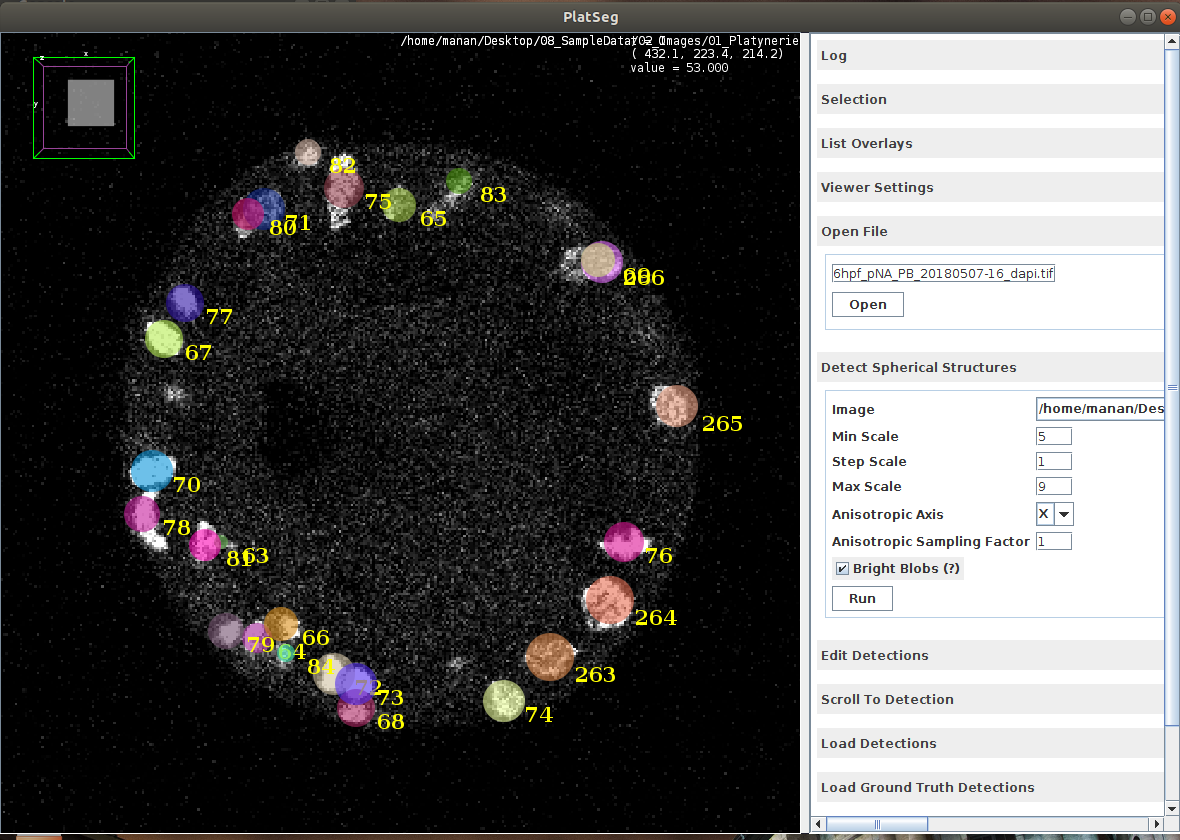 PlatSeg
/home/manan/Desktop/08_SampleData/02_Images/01_Platynerie
( 432.1, 223.4, 214.2)
value = 53.000
x
z
y
82
83
75
65
71
80
266
77
67
265
70
78
63
81
76
264
66
79
64
84
263
72
73
74
68
Log
Selection
List Overlays
Viewer Settings
Open File
6hpf_pNA_PB_20180507-16_dapi.tif
Open
Detect Spherical Structures
Image /home/manan/Des
Min Scale 5
Step Scale 1
Max Scale 9
Anisotropic Axis X
Anisotropic Sampling Factor 1
Bright Blobs (?)
Run
Edit Detections
Scroll To Detection
Load Detections
Load Ground Truth Detections